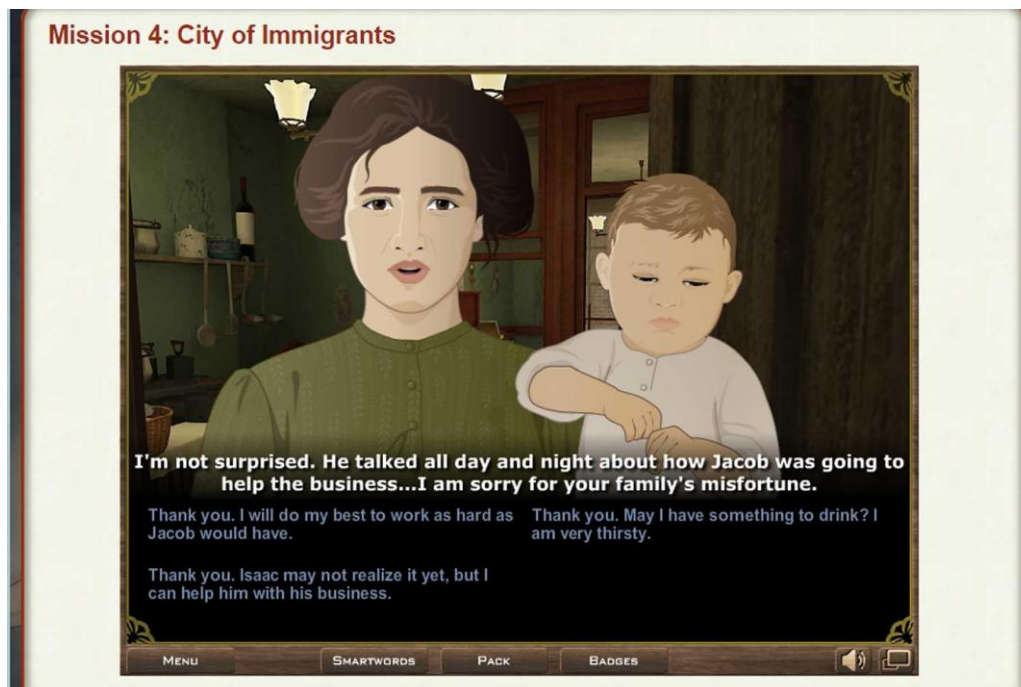 Mission 4: City of Immigrants
I'm not surprised. He talked all day and night about how Jacob was going to
help the business...I am sorry for your family's misfortune.
Thank you. I will do my best to work as hard as
Jacob would have.
Thank you. May I have something to drink? I
am very thirsty.
Thank you. Isaac may not realize it yet, but I
can help him with his business.
MENU
SMARTWORDS
PACK
BADGES